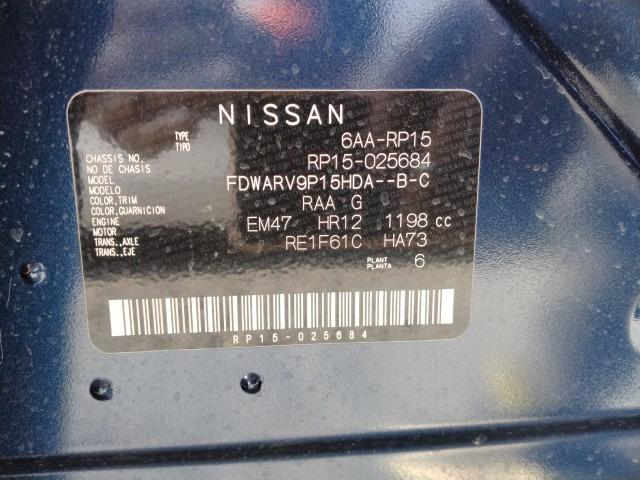 NISSAN
TYPE
TIPO
6AA-RP15
CHASSIS NO.
NO DE CHASIS
RP15-025684
MODEL
MODELO
FDWARV9P15HDA--B-C
COLOR,TRIM
COLOR,GUARNICION
RAA G
ENGINE
MOTOR
EM47 HR12 1198 cc
TRANS.,AXLE
TRANS.,EJE
RE1F61C HA73
PLANT
PLANTA
6
RP15-025684